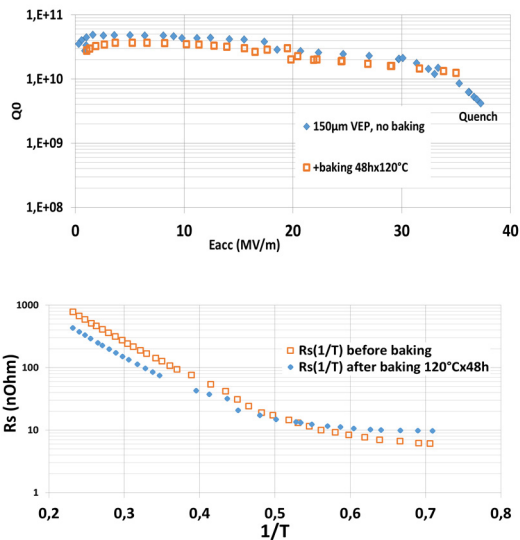 1,E+11
1,E+10
1,E+09
1,E+08
Q0
150μm VEP, no baking
+baking 48hx120°C
Quench
0
10
20
30
40
Eacc (MV/m)
1000
100
10
1
Rs (nOhm)
Rs(1/T) before baking
Rs(1/T) after baking 120°Cx48h
0,2
0,3
0,4
0,5
0,6
0,7
0,8
1/T